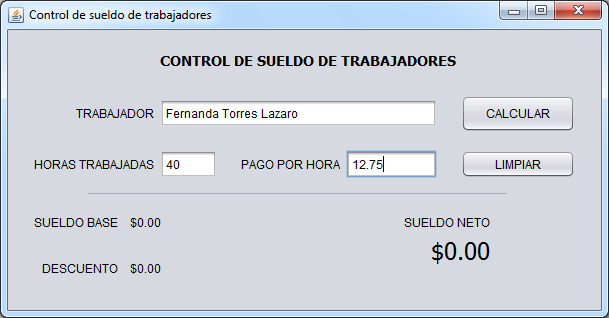 Control de sueldo de trabajadores
CONTROL DE SUELDO DE TRABAJADORES
TRABAJADOR Fernanda Torres Lazaro CALCULAR
HORAS TRABAJADAS 40 PAGO POR HORA 12.75 LIMPIAR
SUELDO BASE $0.00 SUELDO NETO
$0.00
DESCUENTO $0.00